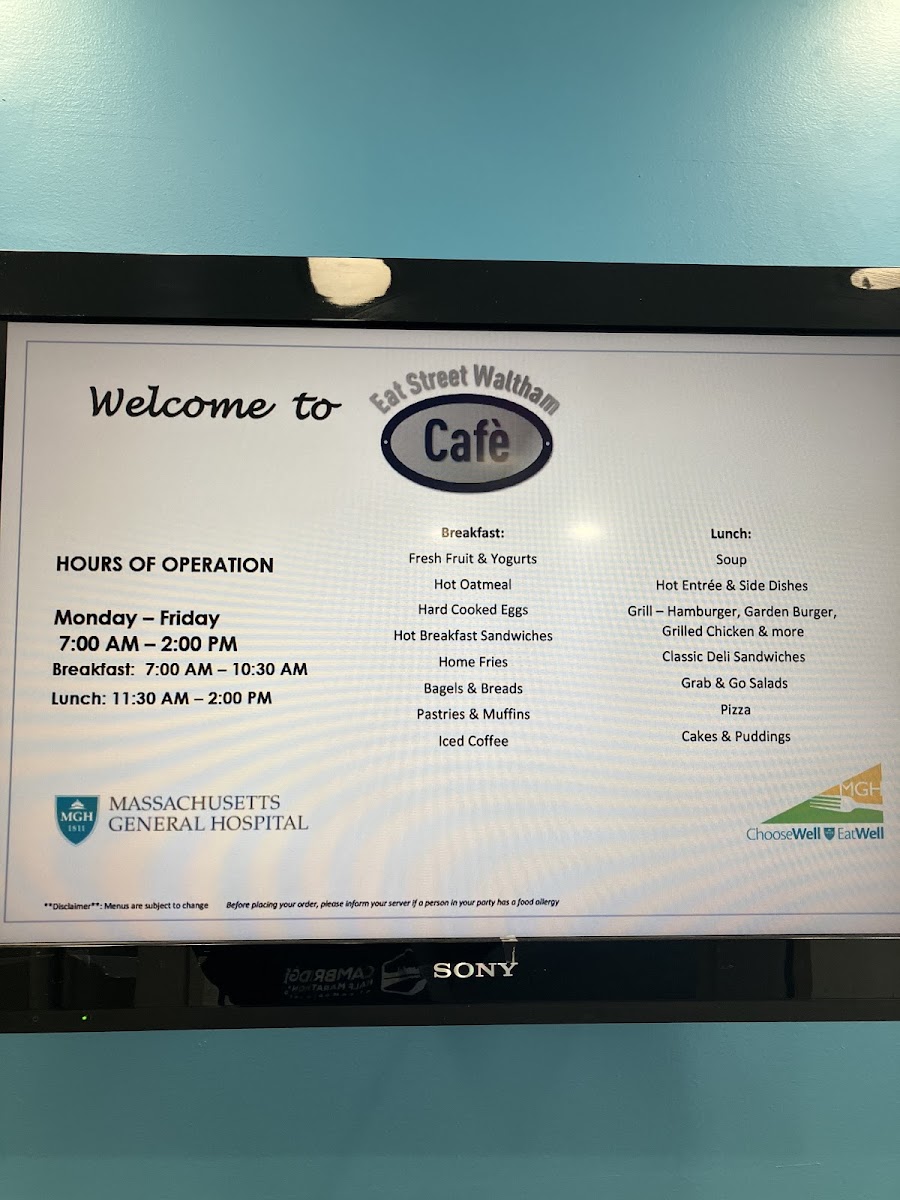 Welcome to
Eat Street Waltham
Cafè
HOURS OF OPERATION
Monday – Friday
7:00 AM – 2:00 PM
Breakfast: 7:00 AM – 10:30 AM
Lunch: 11:30 AM – 2:00 PM
Breakfast:
Fresh Fruit & Yogurts
Hot Oatmeal
Hard Cooked Eggs
Hot Breakfast Sandwiches
Home Fries
Bagels & Breads
Pastries & Muffins
Iced Coffee
Lunch:
Soup
Hot Entrée & Side Dishes
Grill – Hamburger, Garden Burger,
Grilled Chicken & more
Classic Deli Sandwiches
Grab & Go Salads
Pizza
Cakes & Puddings
MGH
1811
MASSACHUSETTS
GENERAL HOSPITAL
MGH
ChooseWell EatWell
**Disclaimer**: Menus are subject to change Before placing your order, please inform your server if a person in your party has a food allergy
SONY